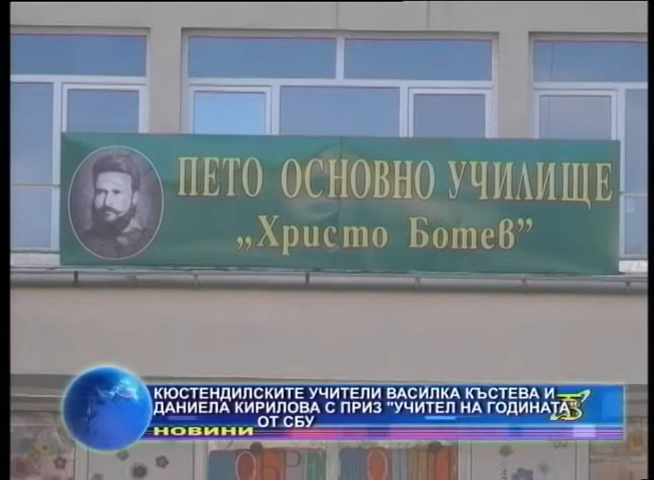 ПЕТО ОСНОВНО УЧИЛИЩЕ
„Христо Ботев”
КЮСТЕНДИЛСКИТЕ УЧИТЕЛИ ВАСИЛКА КЪСТЕВА И
ДАНИЕЛА КИРИЛОВА С ПРИЗ "УЧИТЕЛ НА ГОДИНАТА"
ОТ СБУ
НОВИНИ